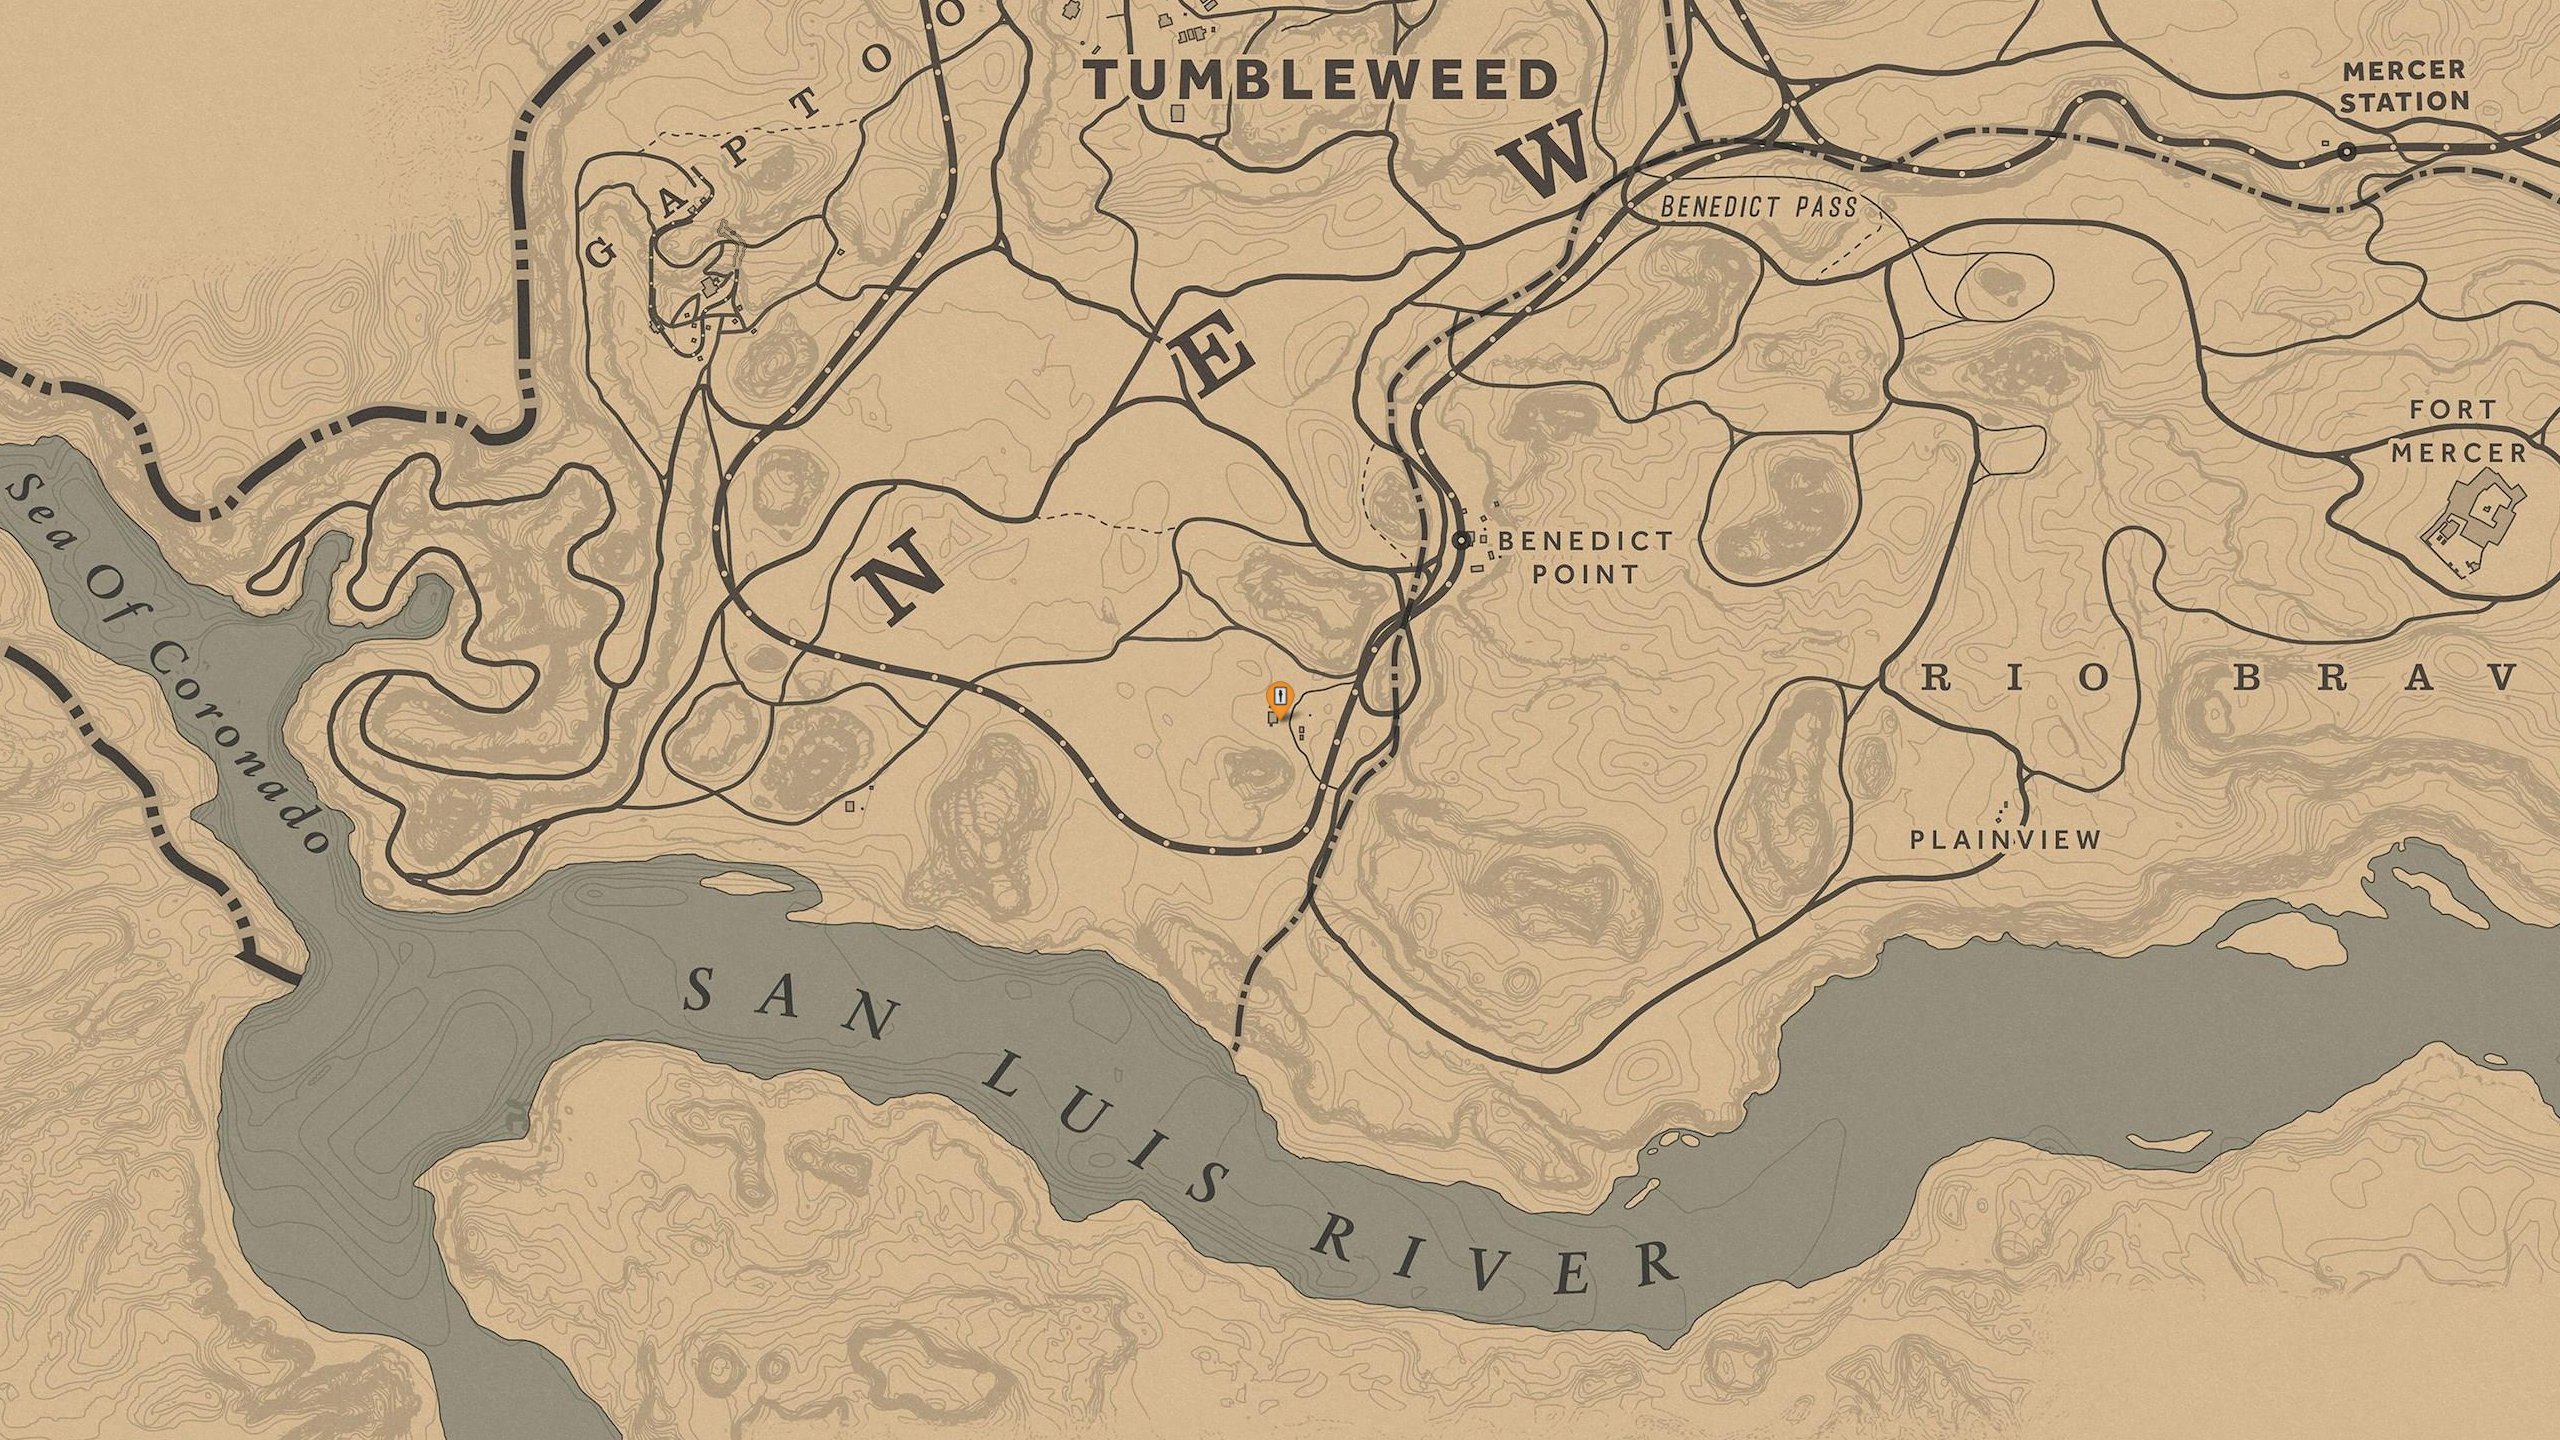 TUMBLEWEED
MERCER
STATION
GAPTOO
BENEDICT PASS
N E W
FORT
MERCER
Sea Of Coronado
BENEDICT
POINT
RIO BRAV
PLAINVIEW
SAN LUIS RIVER